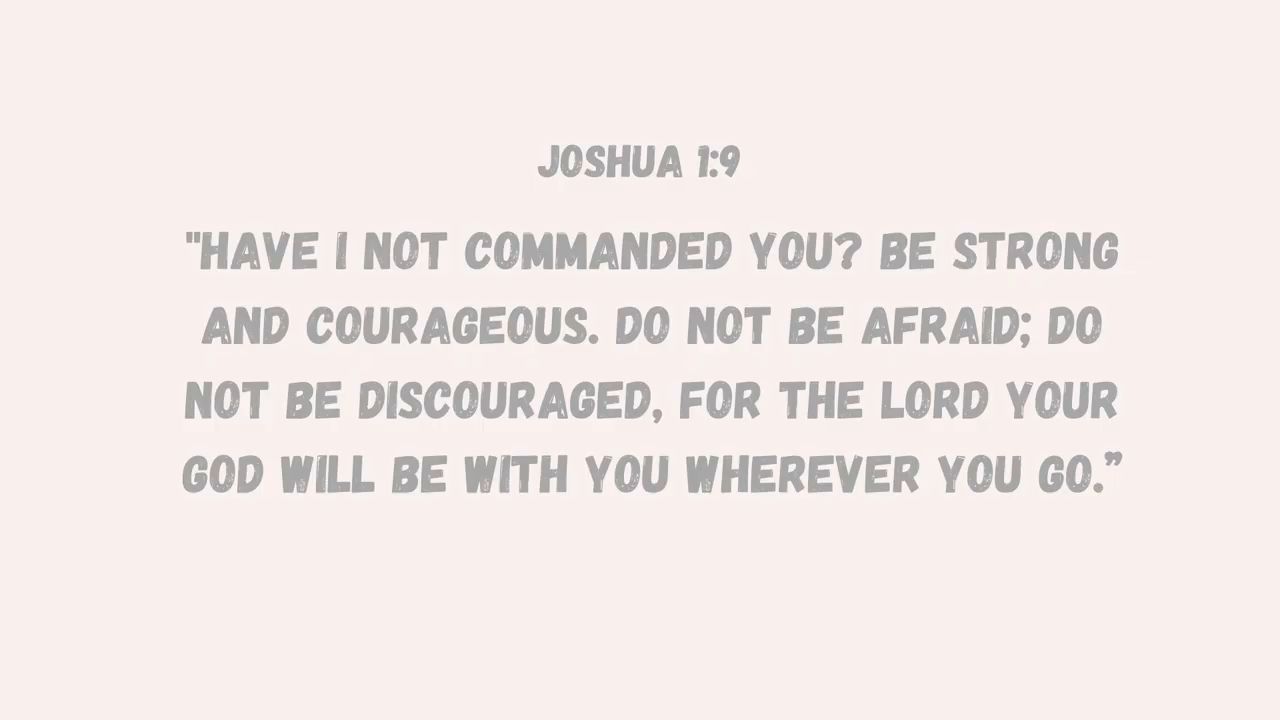 JOSHUA 1:9
"HAVE I NOT COMMANDED YOU? BE STRONG
AND COURAGEOUS. DO NOT BE AFRAID; DO
NOT BE DISCOURAGED, FOR THE LORD YOUR
GOD WILL BE WITH YOU WHEREVER YOU GO.”